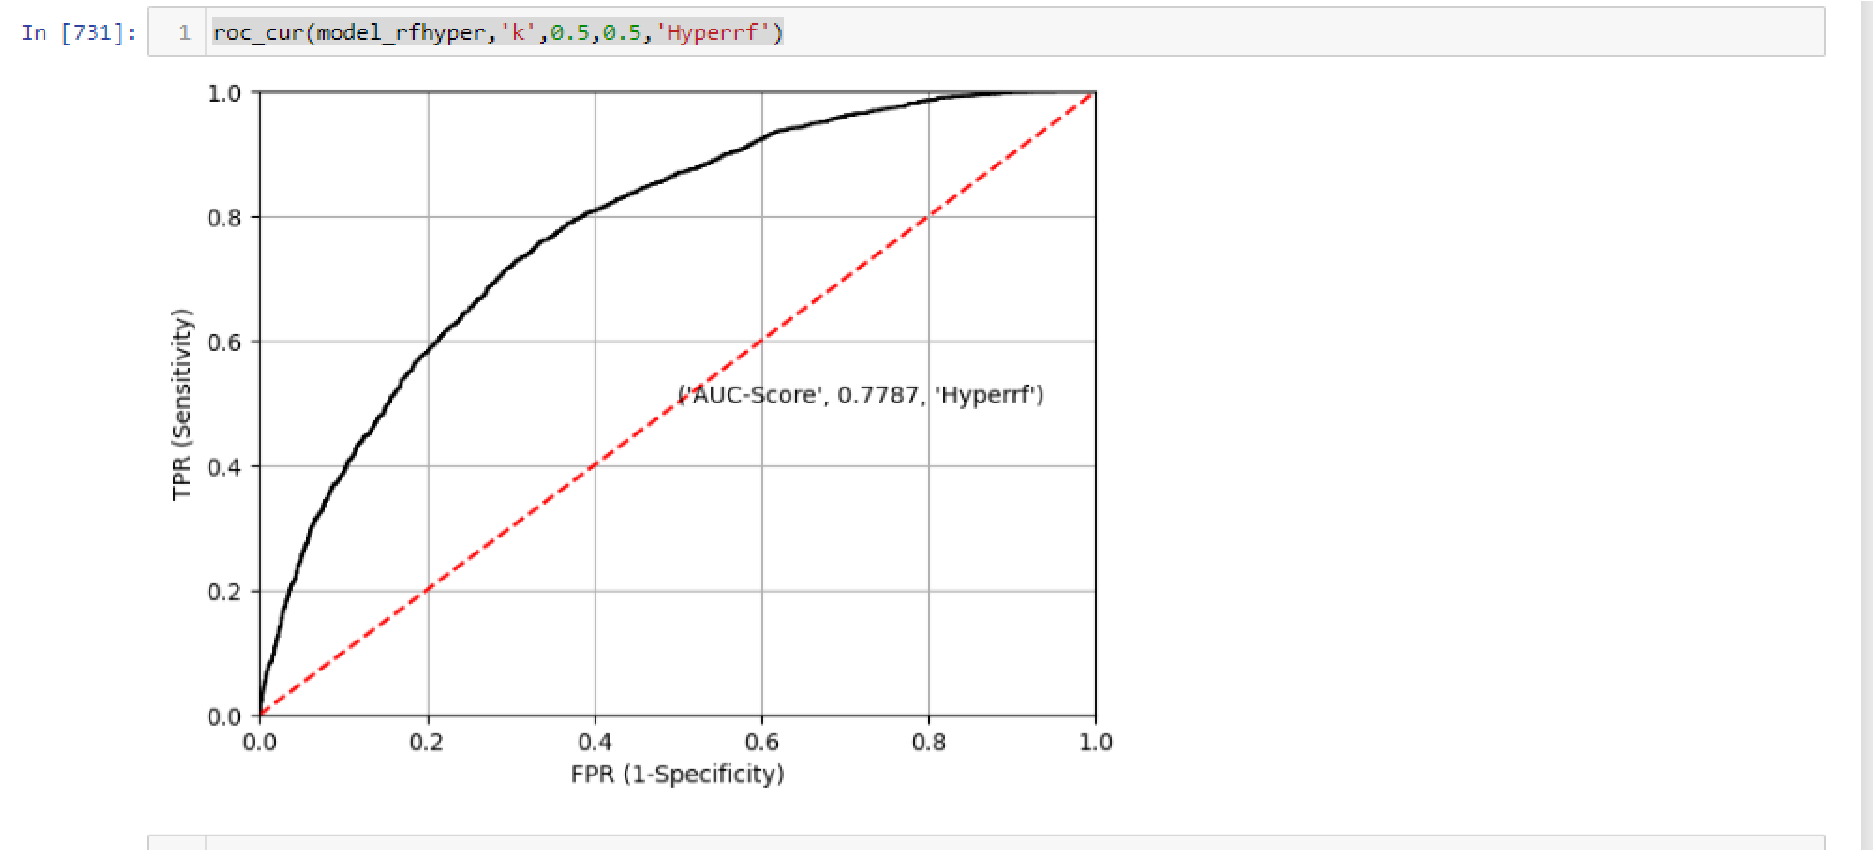 In [731]:
1 roc_cur(model_rfhyper,'k',0.5,0.5,'Hyperrf')
1.0
0.8
0.6
0.4
0.2
0.0
TPR (Sensitivity)
('AUC-Score', 0.7787, 'Hyperrf')
0.0 0.2 0.4 0.6 0.8 1.0
FPR (1-Specificity)